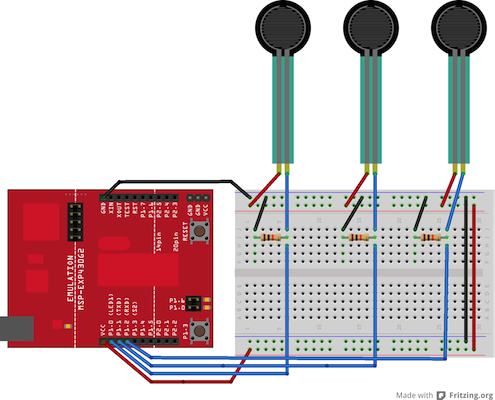 GND
XIN
XOUT
TEST
RST
P1.7
P1.6
P2.5
P2.4
P2.3
14pin
20pin
GND
GND
VCC
RESET
EMULATION
MSP-EXP430G2
VCC
P1.0 (LED1)
P1.1 (TXD)
P1.2 (RXD)
P1.3 (S2)
P1.4
P1.5
P2.0
P2.1
P2.2
P1.6
P1.0
P1.3
Made with Fritzing.org